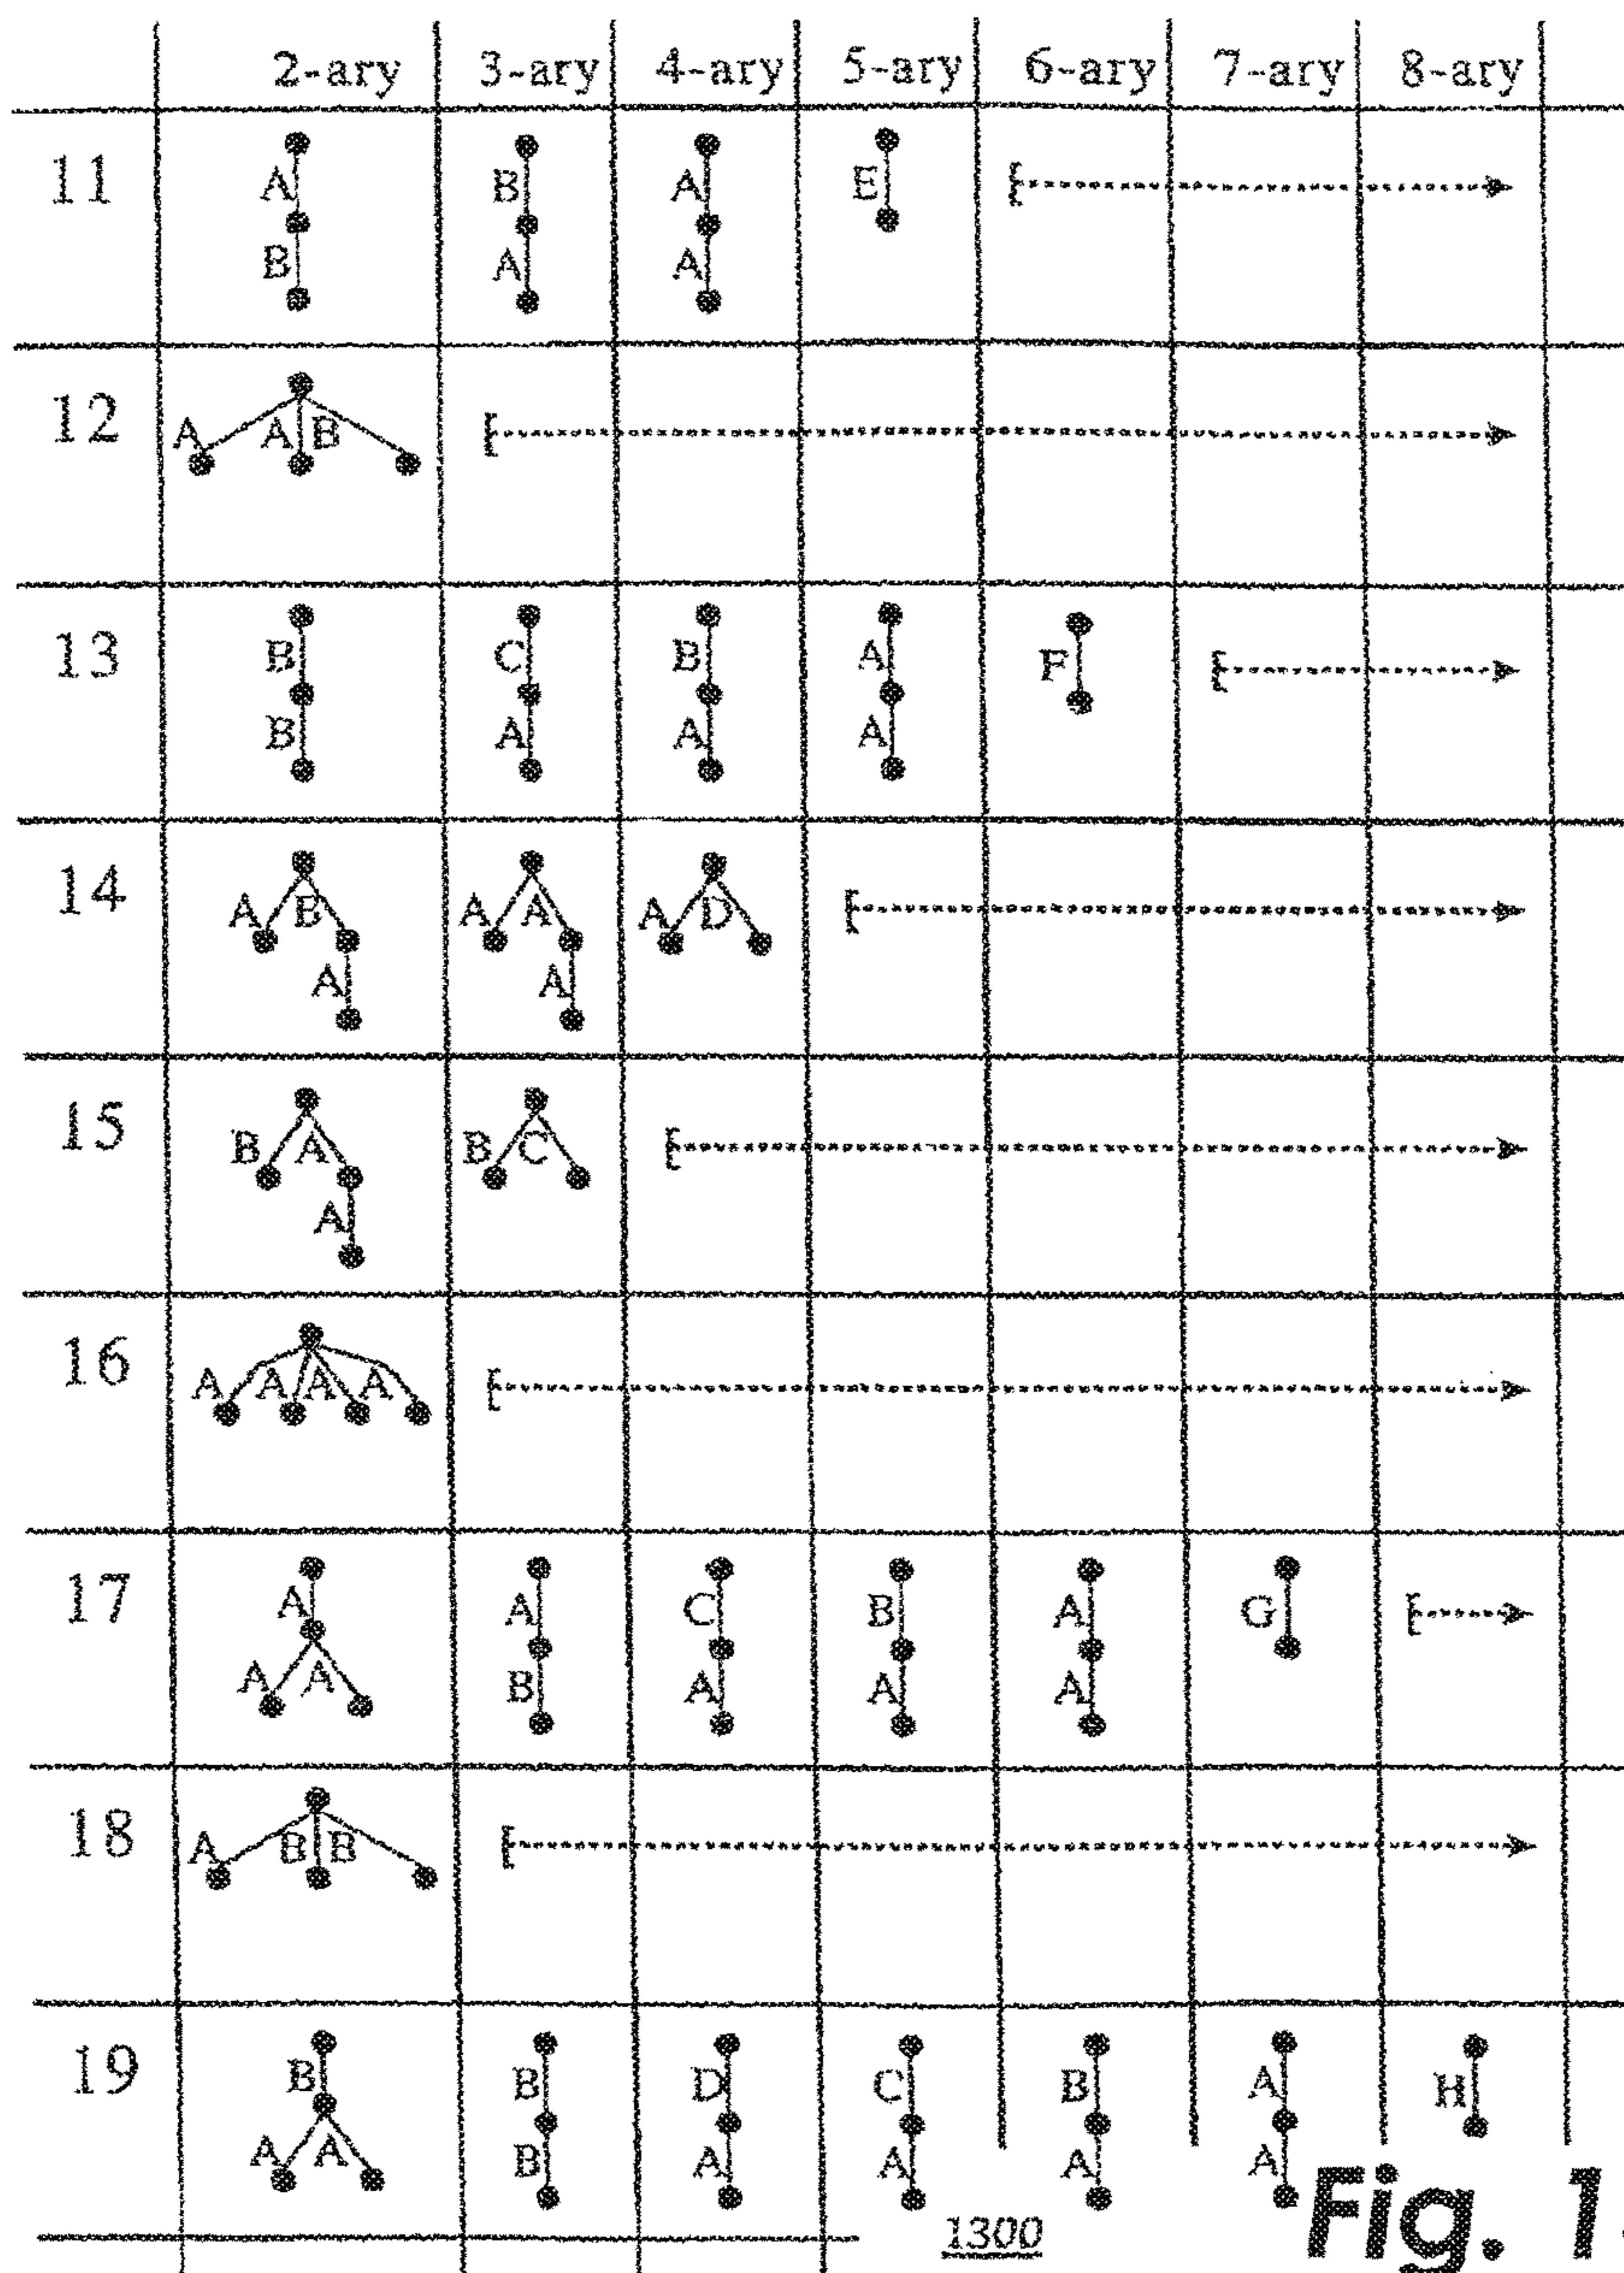 2-ary 3-ary 4-ary 5-ary 6-ary 7-ary 8-ary
11 A B A E
B A A
12 A A B
13 B C B A F
B A A A
14 A B A A A D
A A
15 B A B C
A
16 A A A A
17 A A C B A G
A A B A A A
18 A B B
19 B B D C B A H
A A B A A A A
1300
Fig. 1